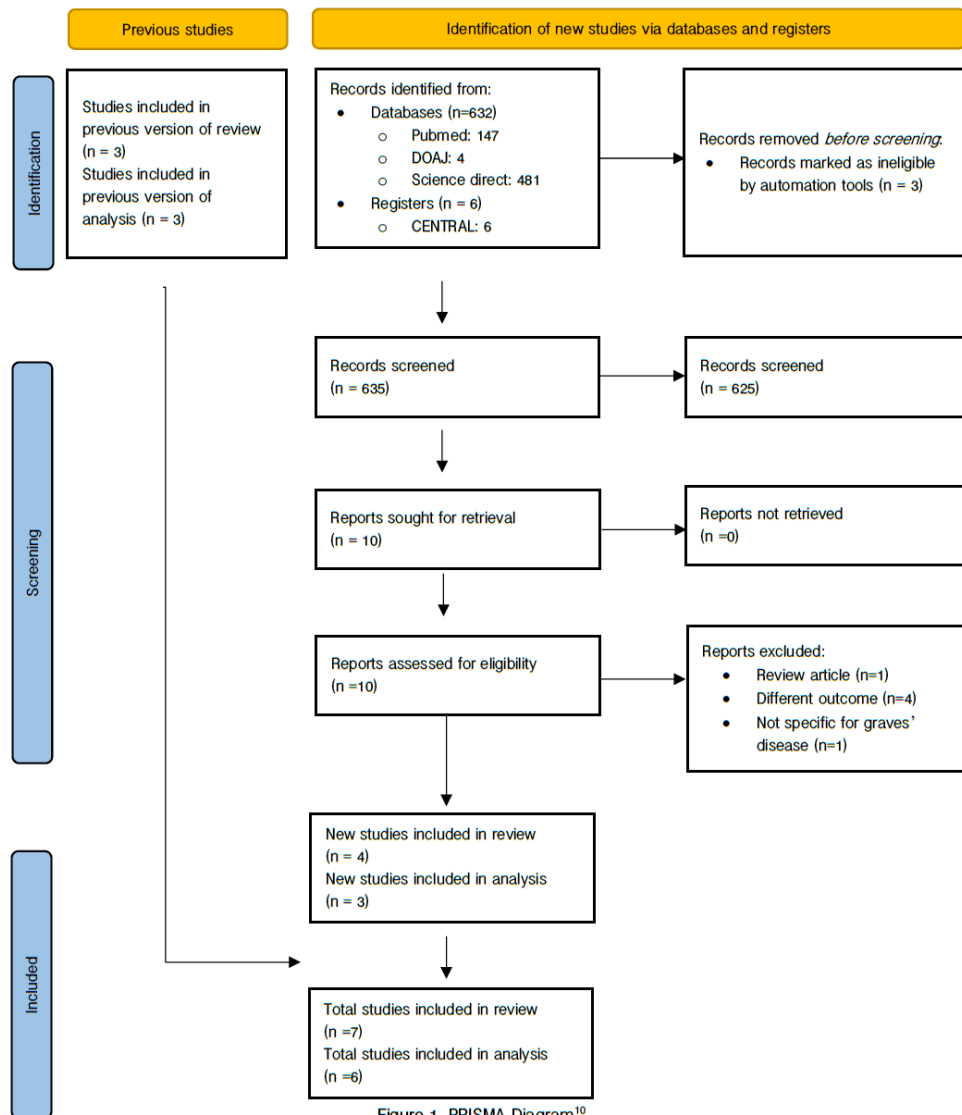 Previous studies
Identification of new studies via databases and registers
Identification
Studies included in
previous version of review
(n = 3)
Studies included in
previous version of
analysis (n = 3)
Records identified from:
• Databases (n=632)
o Pubmed: 147
o DOAJ: 4
o Science direct: 481
• Registers (n = 6)
o CENTRAL: 6
Records removed before screening:
• Records marked as ineligible
by automation tools (n = 3)
Screening
Records screened
(n = 635)
Records screened
(n = 625)
Reports sought for retrieval
(n = 10)
Reports not retrieved
(n =0)
Reports assessed for eligibility
(n =10)
Reports excluded:
• Review article (n=1)
• Different outcome (n=4)
• Not specific for graves'
disease (n=1)
Included
New studies included in review
(n = 4)
New studies included in analysis
(n = 3)
Total studies included in review
(n =7)
Total studies included in analysis
(n =6)
Figure 1. PRISMA Diagram¹⁰